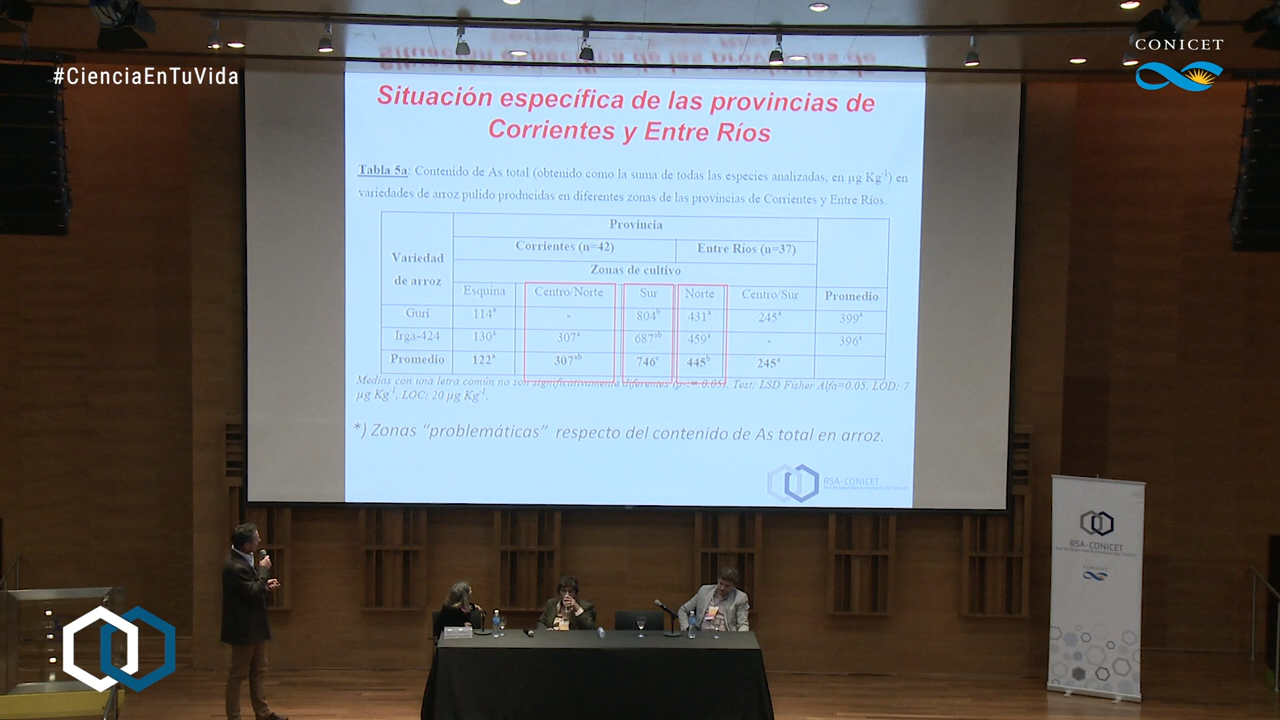 CONICET
#CienciaEnTuVida
Situación específica de las provincias de
Corrientes y Entre Ríos
Tabla 5a: Contenido de As total (obtenido como la suma de todas las especies analizadas, en µg Kg⁻¹) en
variedades de arroz pulido producidas en diferentes zonas de las provincias de Corrientes y Entre Ríos.
Provincia
Corrientes (n=42) Entre Ríos (n=37)
Variedad de arroz
Zonas de cultivo
Esquina Centro/Norte Sur Norte Centro/Sur Promedio
Gurí 114ª - 804ᵇ 431ª 245ª 399ª
Irga-424 130ª 307ª 687ªᵇ 459ª - 396ª
Promedio 122ª 307ªᵇ 746ᶜ 445ᵇ 245ª
Medias con una letra común no son significativamente diferentes (p > = 0.05). Test: LSD Fisher Alfa=0.05. LOD: 7
µg Kg⁻¹, LOC: 20 µg Kg⁻¹.
*) Zonas “problemáticas” respecto del contenido de As total en arroz.
RSA-CONICET
RSA-CONICET
CONICET